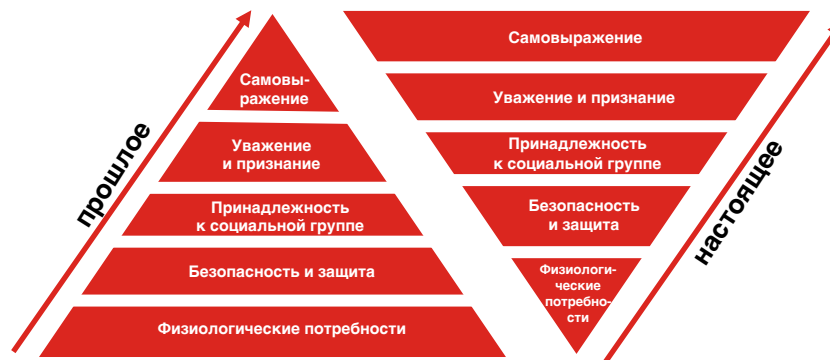 прошлое
Самовы-
ражение
Уважение
и признание
Принадлежность
к социальной группе
Безопасность и защита
Физиологические потребности
Самовыражение
Уважение и признание
Принадлежность
к социальной группе
Безопасность
и защита
Физиологи-
ческие
потребно-
сти
настоящее